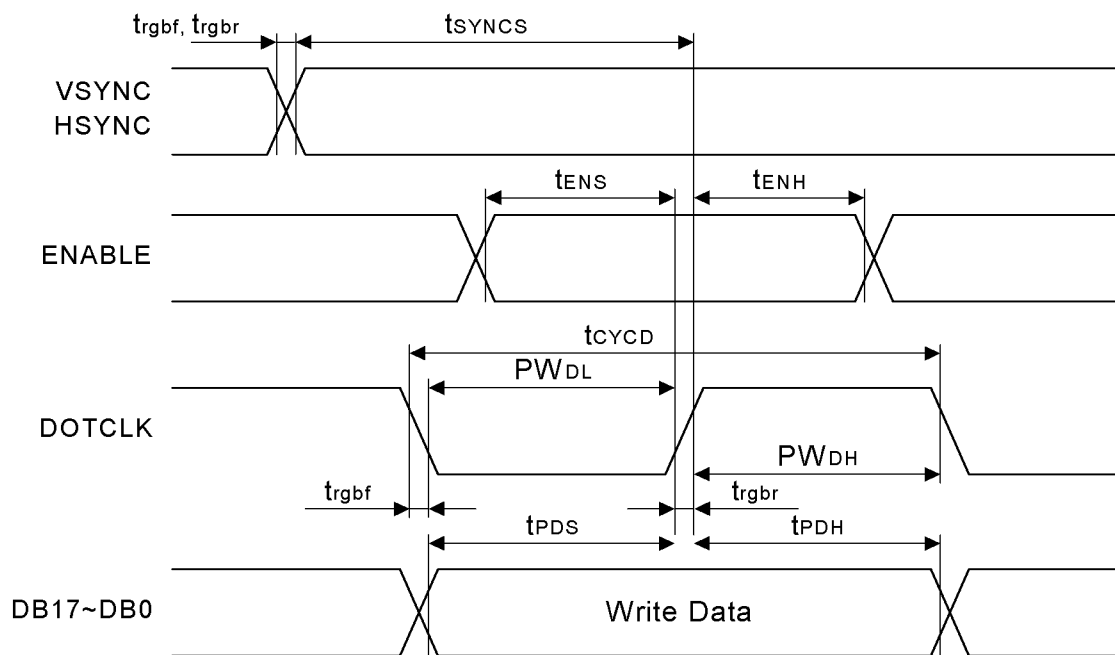 trgbf, trgbr
tSYNCS
VSYNC
HSYNC
tENS
tENH
ENABLE
tCYCD
PWDL
DOTCLK
PWDH
trgbf
trgbr
tPDS
tPDH
DB17~DB0
Write Data